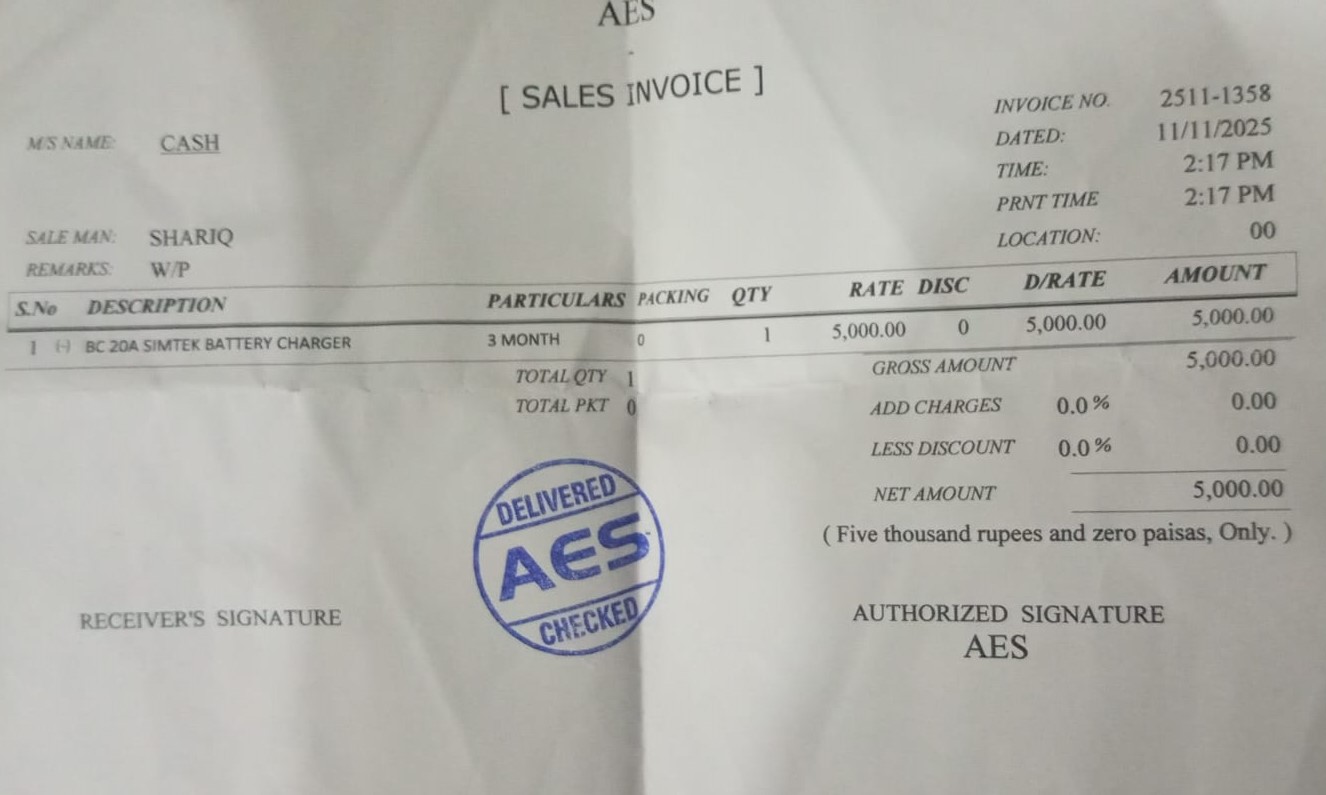 AES
[ SALES INVOICE ]
INVOICE NO. 2511-1358
M/S NAME: CASH
DATED: 11/11/2025
TIME: 2:17 PM
PRNT TIME 2:17 PM
SALE MAN: SHARIQ
LOCATION: 00
REMARKS: W/P
S.No DESCRIPTION PARTICULARS PACKING QTY RATE DISC D/RATE AMOUNT
1 (-) BC 20A SIMTEK BATTERY CHARGER 3 MONTH 0 1 5,000.00 0 5,000.00 5,000.00
TOTAL QTY 1 GROSS AMOUNT 5,000.00
TOTAL PKT 0 ADD CHARGES 0.0 % 0.00
LESS DISCOUNT 0.0 % 0.00
NET AMOUNT 5,000.00
( Five thousand rupees and zero paisas, Only. )
DELIVERED
AES
CHECKED
RECEIVER'S SIGNATURE
AUTHORIZED SIGNATURE
AES